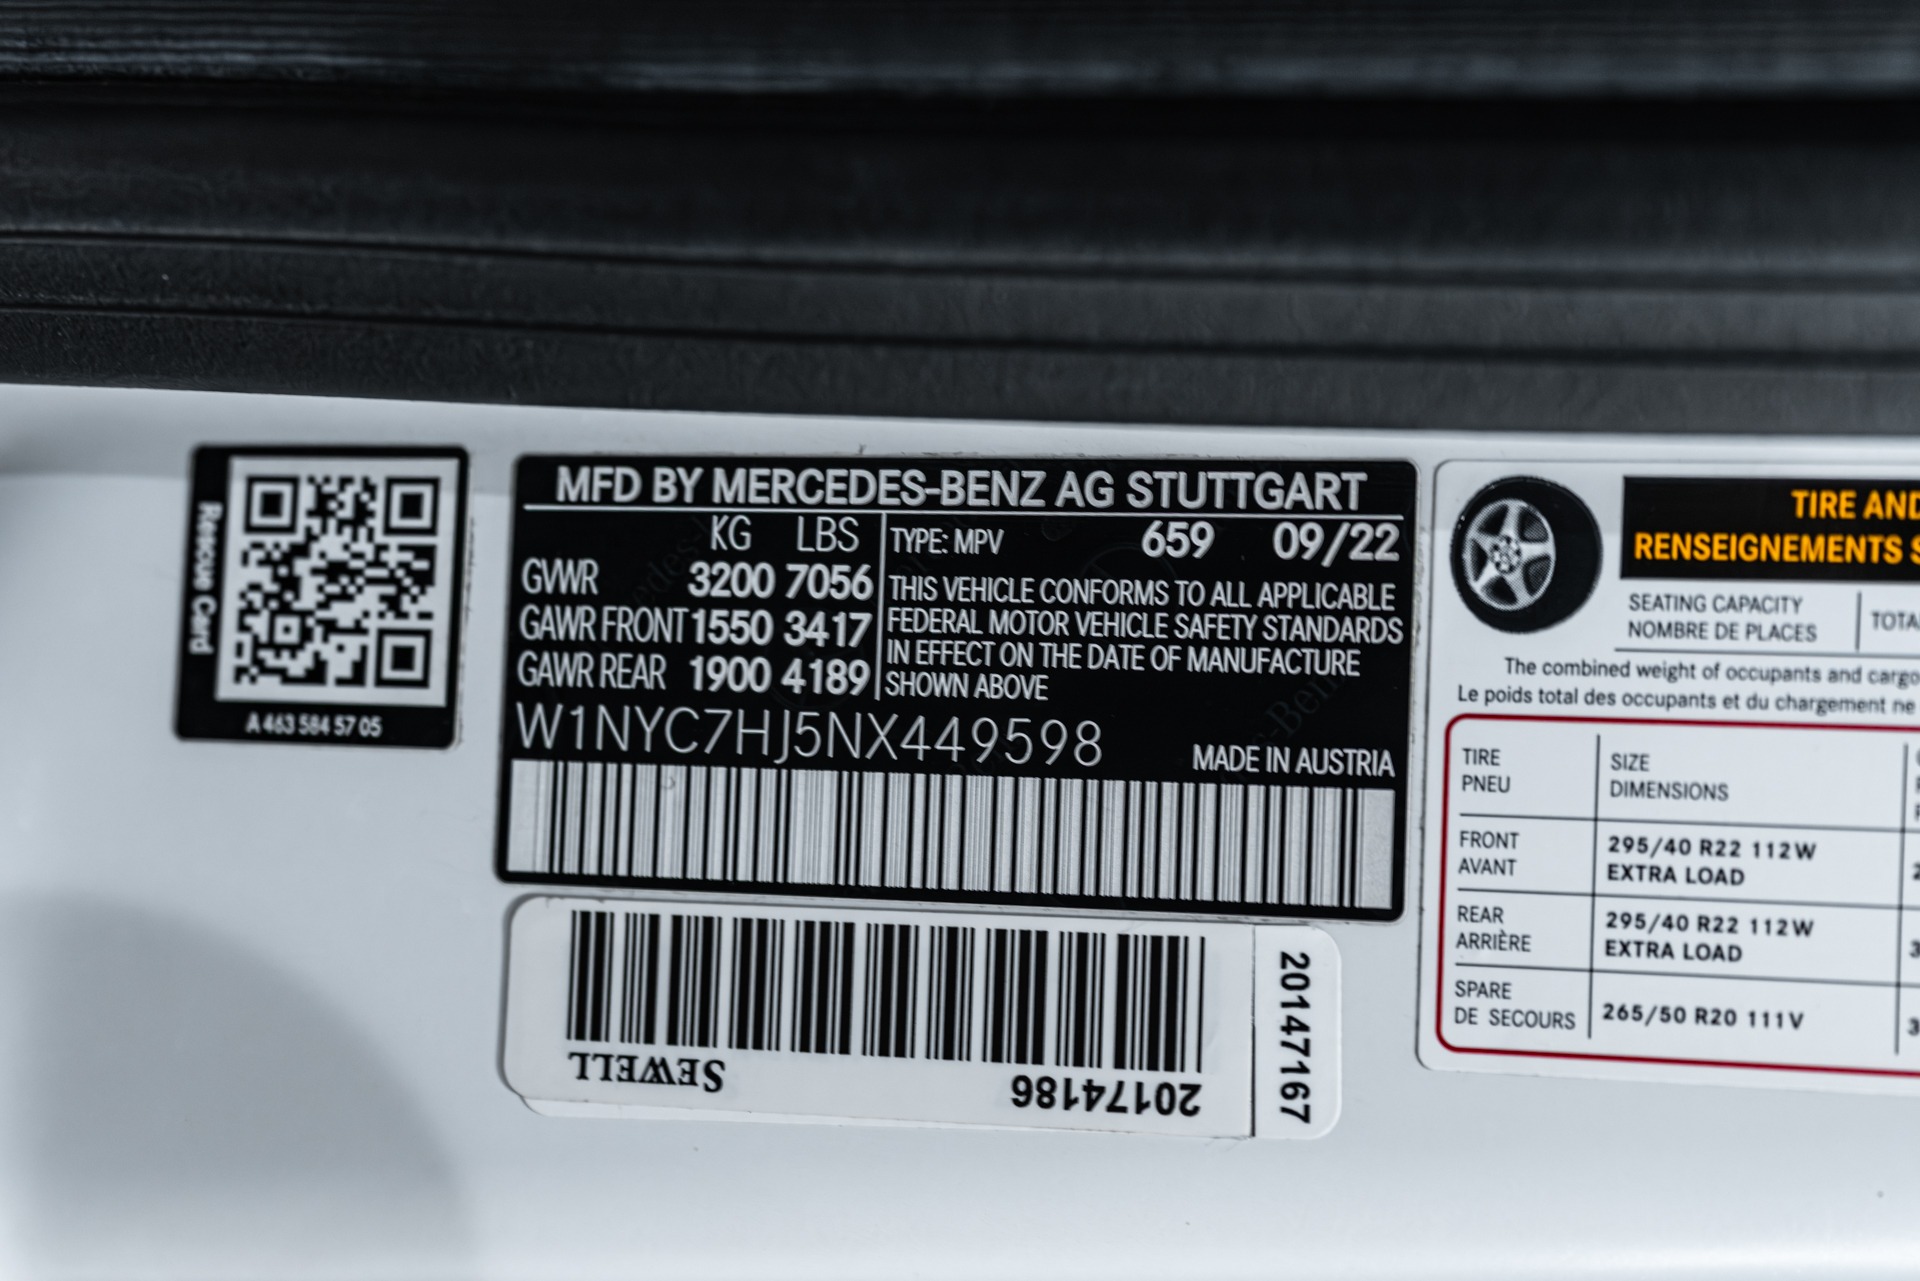 Rescue Card
A 463 584 57 05
MFD BY MERCEDES-BENZ AG STUTTGART
KG LBS
GVWR 3200 7056
GAWR FRONT 1550 3417
GAWR REAR 1900 4189
TYPE: MPV 659 09/22
THIS VEHICLE CONFORMS TO ALL APPLICABLE
FEDERAL MOTOR VEHICLE SAFETY STANDARDS
IN EFFECT ON THE DATE OF MANUFACTURE
SHOWN ABOVE
W1NYC7HJ5NX449598
MADE IN AUSTRIA
SEWELL
20174186
20147167
TIRE AND
RENSEIGNEMENTS S
SEATING CAPACITY
NOMBRE DE PLACES
TOTA
The combined weight of occupants and cargo
Le poids total des occupants et du chargement ne
TIRE SIZE
PNEU DIMENSIONS
FRONT 295/40 R22 112W
AVANT EXTRA LOAD
REAR 295/40 R22 112W
ARRIÈRE EXTRA LOAD
SPARE
DE SECOURS 265/50 R20 111V